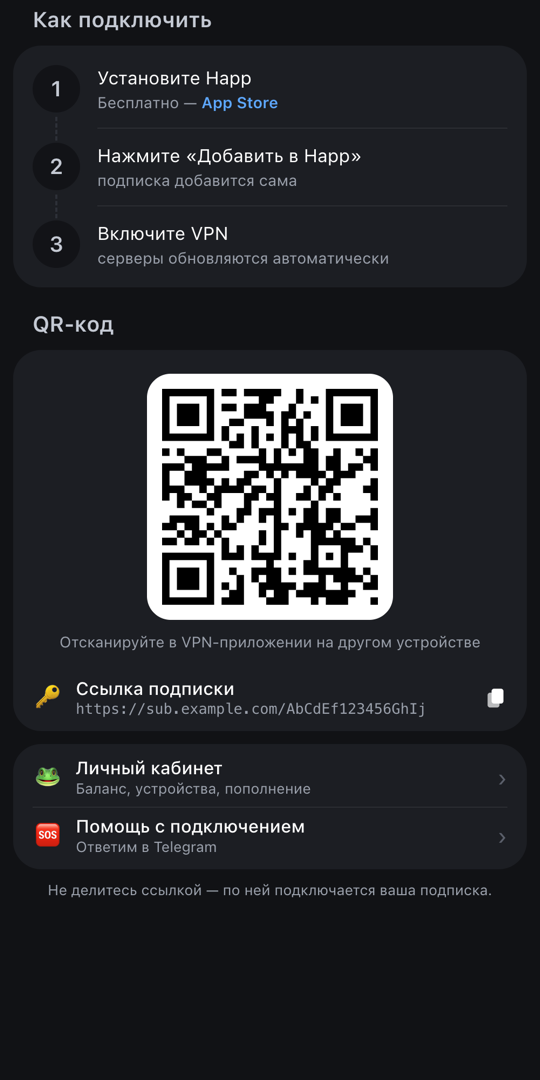 Как подключить
1
Установите Happ
Бесплатно — App Store
2
Нажмите «Добавить в Happ»
подписка добавится сама
3
Включите VPN
серверы обновляются автоматически
QR-код
Отсканируйте в VPN-приложении на другом устройстве
Ссылка подписки
https://sub.example.com/AbCdEf123456GhIj
Личный кабинет
Баланс, устройства, пополнение
SOS
Помощь с подключением
Ответим в Telegram
Не делитесь ссылкой — по ней подключается ваша подписка.